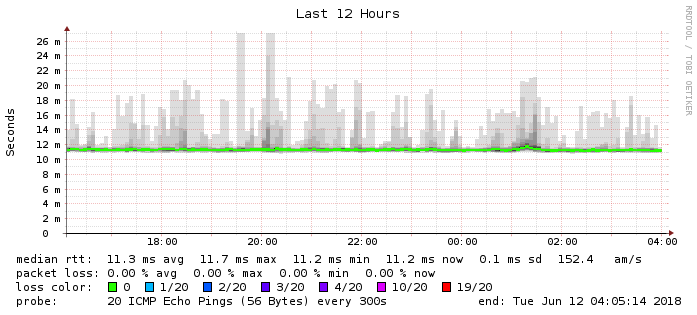 Last 12 Hours
RRDTOOL / TOBI OETIKER
Seconds
26 m
24 m
22 m
20 m
18 m
16 m
14 m
12 m
10 m
8 m
6 m
4 m
2 m
0
18:00 20:00 22:00 00:00 02:00 04:00
median rtt: 11.3 ms avg 11.7 ms max 11.2 ms min 11.2 ms now 0.1 ms sd 152.4 am/s
packet loss: 0.00 % avg 0.00 % max 0.00 % min 0.00 % now
loss color: 0 1/20 2/20 3/20 4/20 10/20 19/20
probe: 20 ICMP Echo Pings (56 Bytes) every 300s end: Tue Jun 12 04:05:14 2018